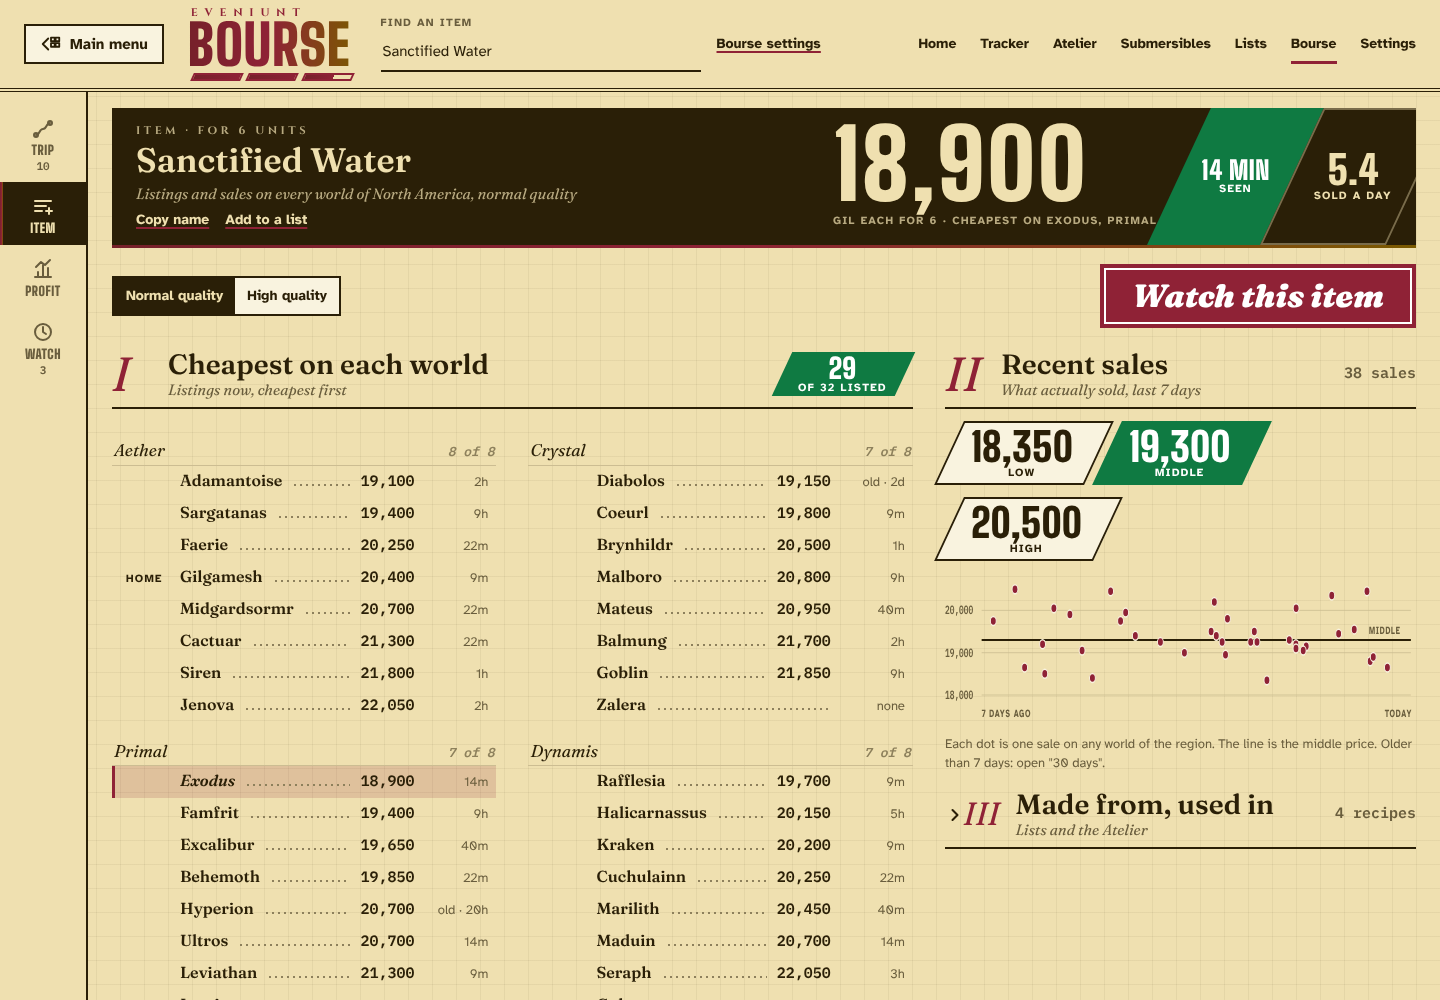 Main menu
EVENIUNT
BOURSE
FIND AN ITEM
Sanctified Water
Bourse settings
Home
Tracker
Atelier
Submersibles
Lists
Bourse
Settings
TRIP
10
ITEM
PROFIT
WATCH
3
ITEM · FOR 6 UNITS
Sanctified Water
Listings and sales on every world of North America, normal quality
Copy name
Add to a list
18,900
GIL EACH FOR 6 · CHEAPEST ON EXODUS, PRIMAL
14 MIN
SEEN
5.4
SOLD A DAY
Normal quality
High quality
Watch this item
I
Cheapest on each world
Listings now, cheapest first
29
OF 32 LISTED
Aether 8 of 8
Adamantoise 19,100 2h
Sargatanas 19,400 9h
Faerie 20,250 22m
HOME Gilgamesh 20,400 9m
Midgardsormr 20,700 22m
Cactuar 21,300 22m
Siren 21,800 1h
Jenova 22,050 2h
Crystal 7 of 8
Diabolos 19,150 old · 2d
Coeurl 19,800 9m
Brynhildr 20,500 1h
Malboro 20,800 9h
Mateus 20,950 40m
Balmung 21,700 2h
Goblin 21,850 9h
Zalera none
Primal 7 of 8
Exodus 18,900 14m
Famfrit 19,400 9h
Excalibur 19,650 40m
Behemoth 19,850 22m
Hyperion 20,700 old · 20h
Ultros 20,700 14m
Leviathan 21,300 9m
Dynamis 7 of 8
Rafflesia 19,700 9m
Halicarnassus 20,150 5h
Kraken 20,200 9m
Cuchulainn 20,250 22m
Marilith 20,450 40m
Maduin 20,700 14m
Seraph 22,050 3h
II
Recent sales
What actually sold, last 7 days
38 sales
18,350
LOW
19,300
MIDDLE
20,500
HIGH
20,000
MIDDLE
19,000
18,000
7 DAYS AGO
TODAY
Each dot is one sale on any world of the region. The line is the middle price. Older
than 7 days: open "30 days".
III
Made from, used in
Lists and the Atelier
4 recipes